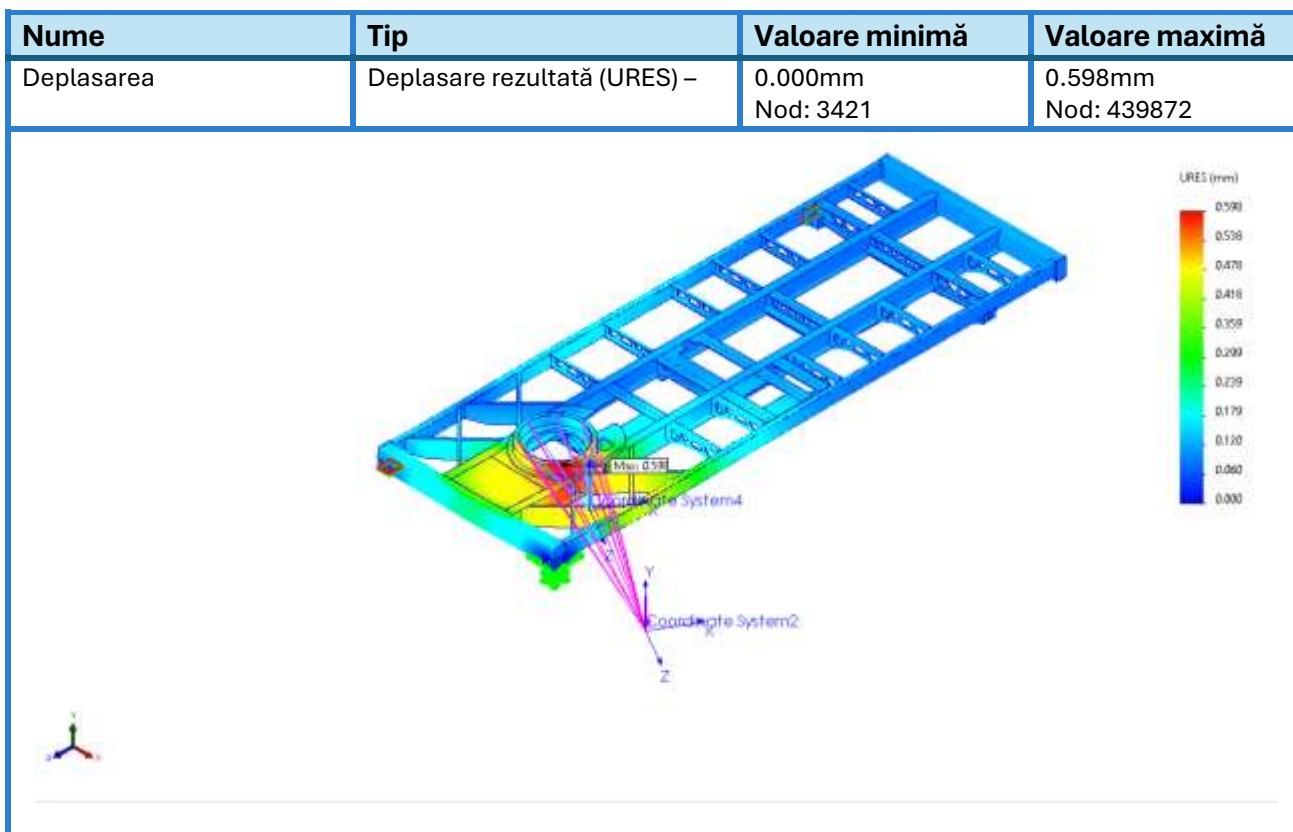 Nume Tip Valoare minimă Valoare maximă
Deplasarea Deplasare rezultată (URES) – 0.000mm 0.598mm
Nod: 3421 Nod: 439872
URES (mm)
0.598
0.538
0.478
0.418
0.359
0.299
0.239
0.179
0.120
0.060
0.000
Max: 0.598
Coordinate System4
X
Z
Y
Coordinate System2
X
Z
Y